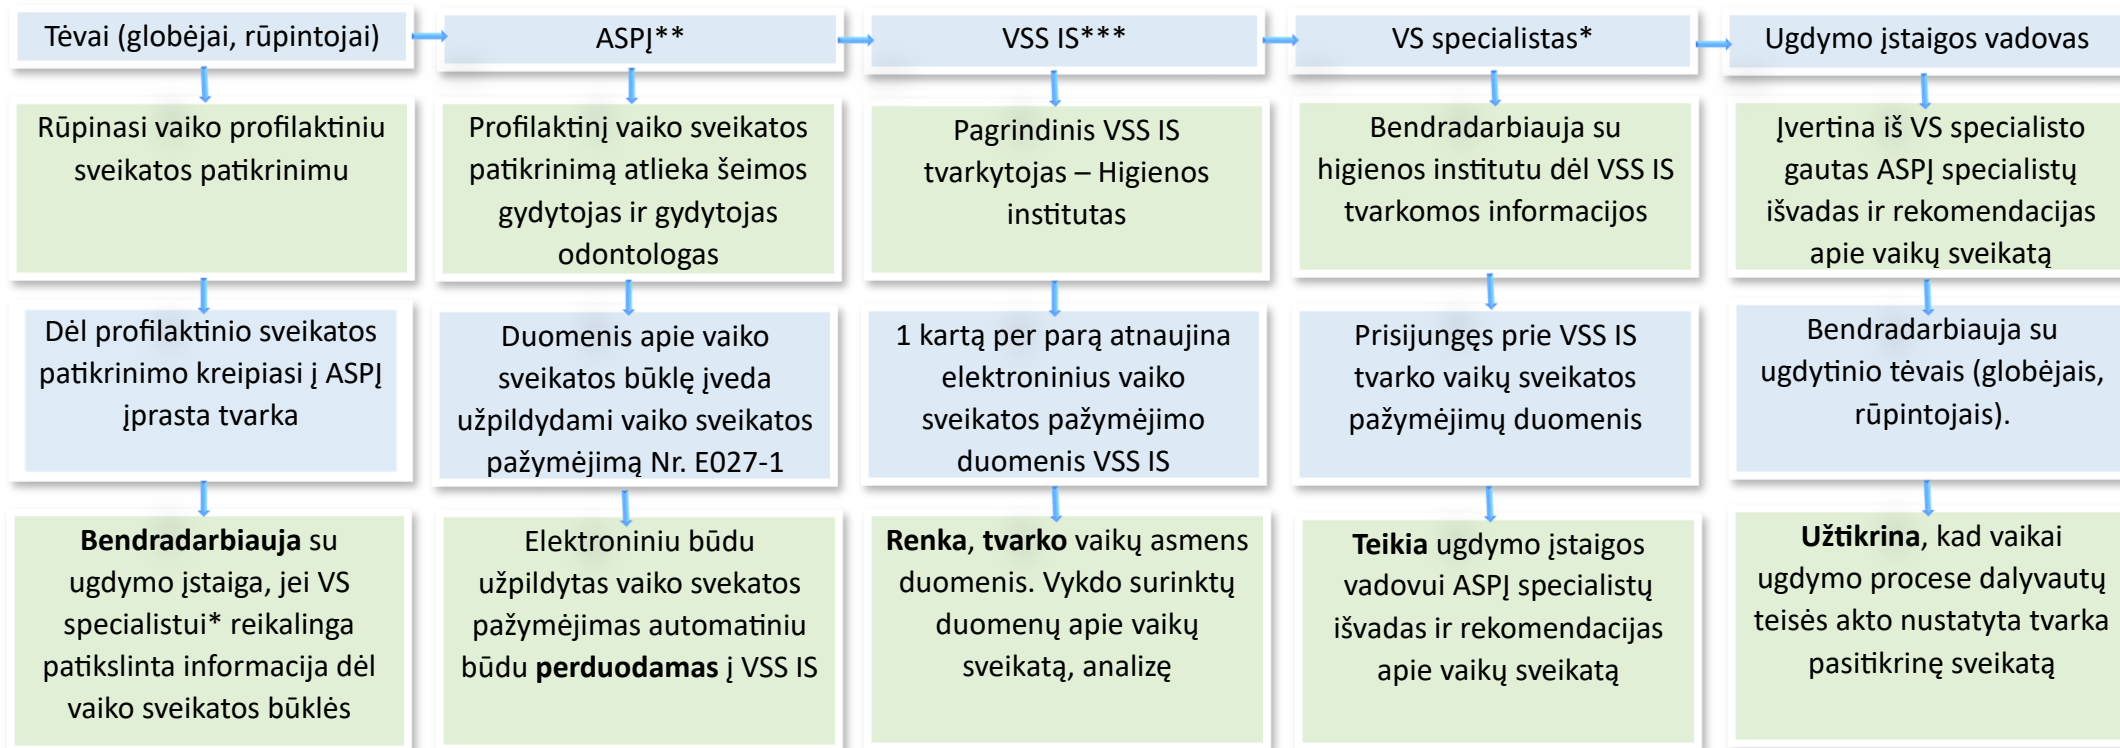 Tėvai (globėjai, rūpintojai)
ASPĮ**
VSS IS***
VS specialistas*
Ugdymo įstaigos vadovas
Rūpinasi vaiko profilaktiniu
sveikatos patikrinimu
Profilaktinį vaiko sveikatos
patikrinimą atlieka šeimos
gydytojas ir gydytojas
odontologas
Pagrindinis VSS IS
tvarkytojas – Higienos
institutas
Bendradarbiauja su
higienos institutu dėl VSS IS
tvarkomos informacijos
Įvertina iš VS specialisto
gautas ASPĮ specialistų
išvadas ir rekomendacijas
apie vaikų sveikatą
Dėl profilaktinio sveikatos
patikrinimo kreipiasi į ASPĮ
įprasta tvarka
Duomenis apie vaiko
sveikatos būklę įveda
užpildydami vaiko sveikatos
pažymėjimą Nr. E027-1
1 kartą per parą atnaujina
elektroninius vaiko
sveikatos pažymėjimo
duomenis VSS IS
Prisijungęs prie VSS IS
tvarko vaikų sveikatos
pažymėjimų duomenis
Bendradarbiauja su
ugdytinio tėvais (globėjais,
rūpintojais).
Bendradarbiauja su
ugdymo įstaiga, jei VS
specialistui* reikalinga
patikslinta informacija dėl
vaiko sveikatos būklės
Elektroniniu būdu
užpildytas vaiko svekatos
pažymėjimas automatiniu
būdu perduodamas į VSS IS
Renka, tvarko vaikų asmens
duomenis. Vykdo surinktų
duomenų apie vaikų
sveikatą, analizę
Teikia ugdymo įstaigos
vadovui ASPĮ specialistų
išvadas ir rekomendacijas
apie vaikų sveikatą
Užtikrina, kad vaikai
ugdymo procese dalyvautų
teisės akto nustatyta tvarka
pasitikrinę sveikatą